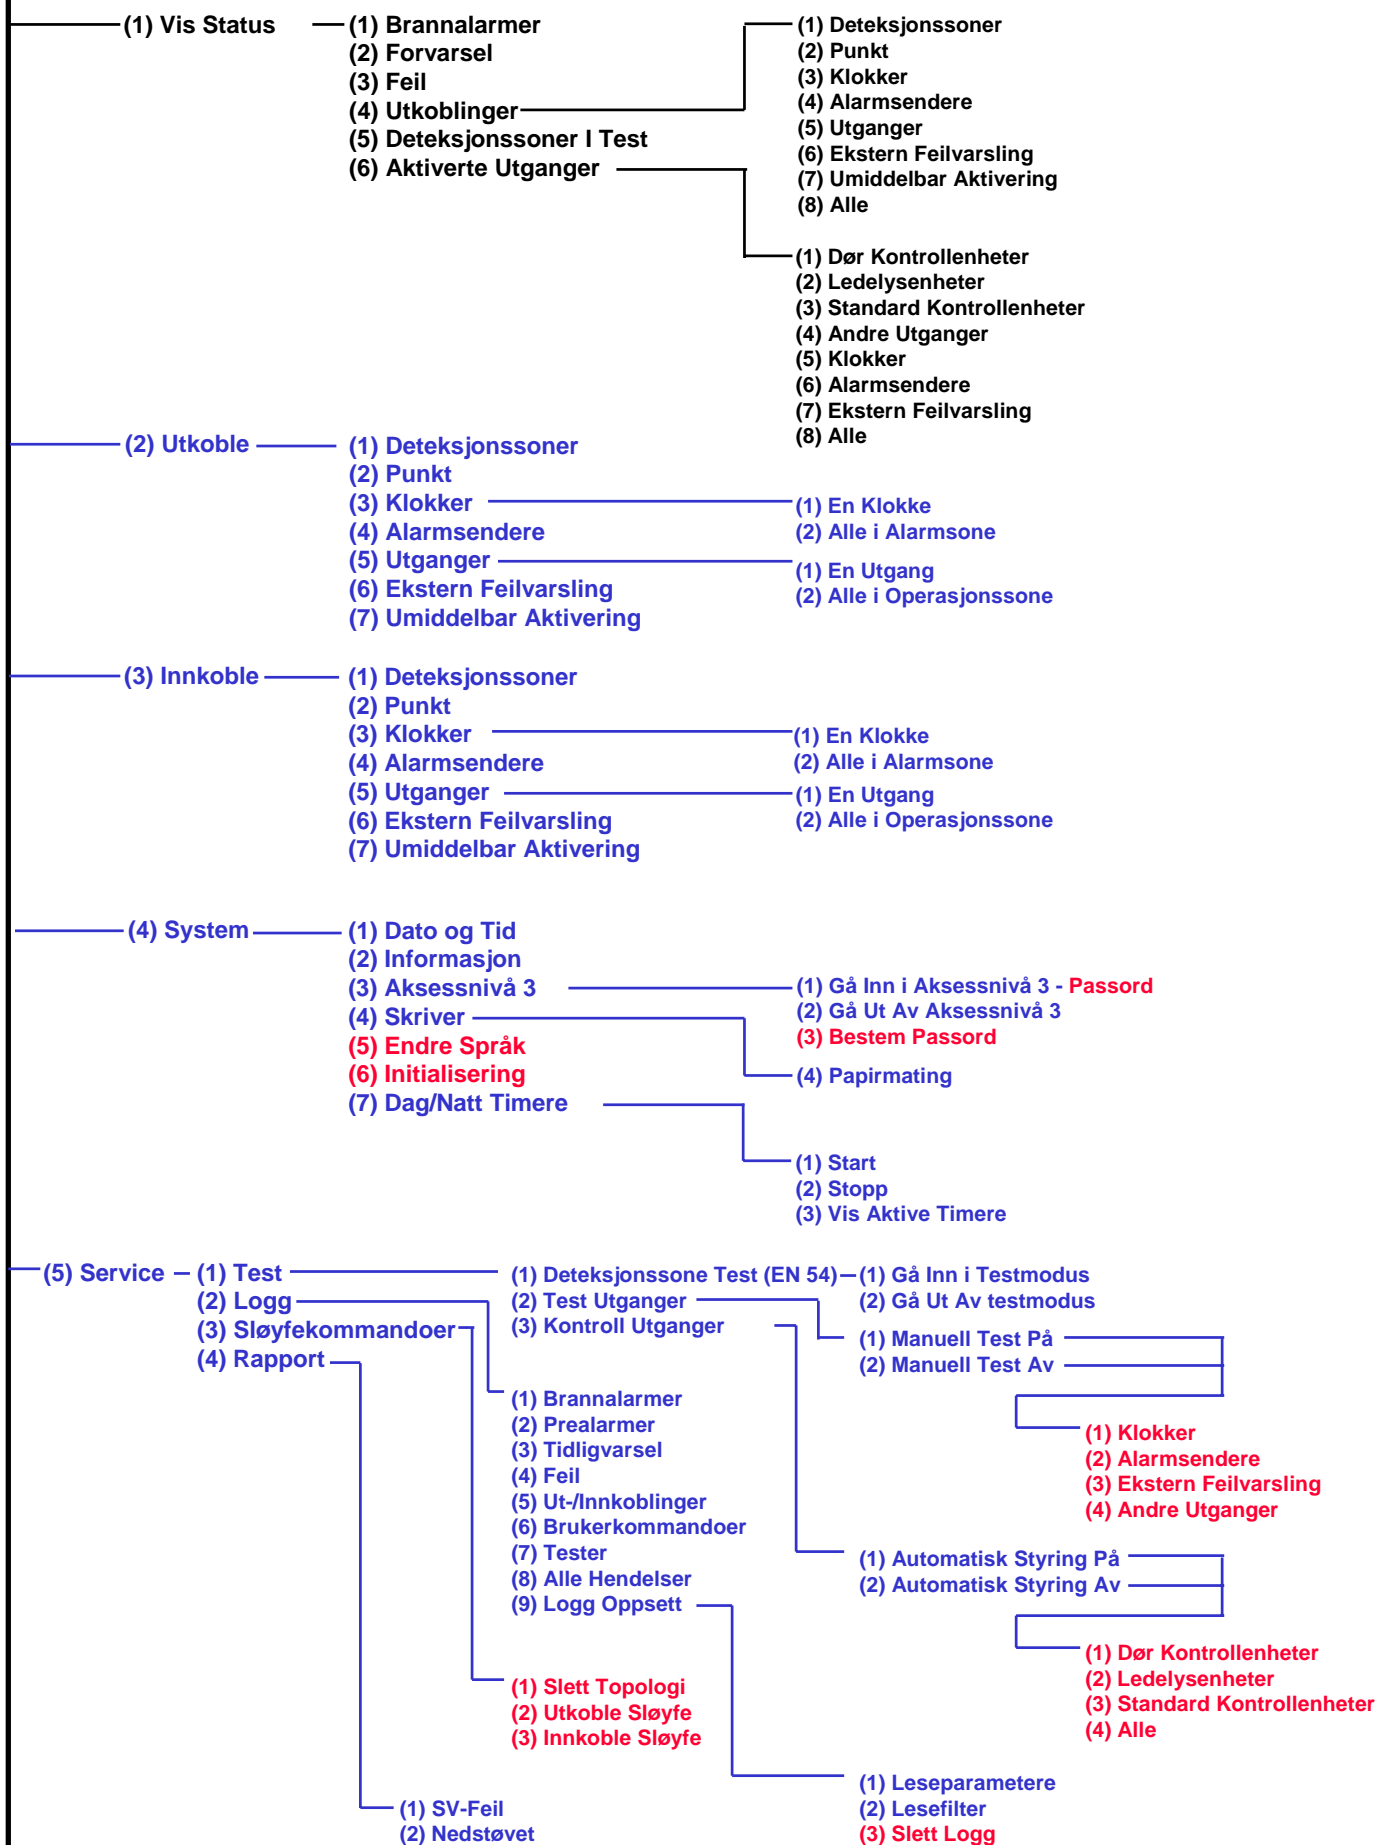 (1) Vis Status
(1) Brannalarmer
(2) Forvarsel
(3) Feil
(4) Utkoblinger
(5) Deteksjonssoner I Test
(6) Aktiverte Utganger
(1) Deteksjonssoner
(2) Punkt
(3) Klokker
(4) Alarmsendere
(5) Utganger
(6) Ekstern Feilvarsling
(7) Umiddelbar Aktivering
(8) Alle
(1) Dør Kontrollenheter
(2) Ledelysenheter
(3) Standard Kontrollenheter
(4) Andre Utganger
(5) Klokker
(6) Alarmsendere
(7) Ekstern Feilvarsling
(8) Alle
(2) Utkoble
(1) Deteksjonssoner
(2) Punkt
(3) Klokker
(4) Alarmsendere
(5) Utganger
(6) Ekstern Feilvarsling
(7) Umiddelbar Aktivering
(1) En Klokke
(2) Alle i Alarmsone
(1) En Utgang
(2) Alle i Operasjonssone
(3) Innkoble
(1) Deteksjonssoner
(2) Punkt
(3) Klokker
(4) Alarmsendere
(5) Utganger
(6) Ekstern Feilvarsling
(7) Umiddelbar Aktivering
(1) En Klokke
(2) Alle i Alarmsone
(1) En Utgang
(2) Alle i Operasjonssone
(4) System
(1) Dato og Tid
(2) Informasjon
(3) Aksessnivå 3
(4) Skriver
(5) Endre Språk
(6) Initialisering
(7) Dag/Natt Timere
(1) Gå Inn i Aksessnivå 3 - Passord
(2) Gå Ut Av Aksessnivå 3
(3) Bestem Passord
(4) Papirmating
(1) Start
(2) Stopp
(3) Vis Aktive Timere
(5) Service
(1) Test
(2) Logg
(3) Sløyfekommandoer
(4) Rapport
(1) Deteksjonssone Test (EN 54)
(2) Test Utganger
(3) Kontroll Utganger
(1) Gå Inn i Testmodus
(2) Gå Ut Av testmodus
(1) Manuell Test På
(2) Manuell Test Av
(1) Klokker
(2) Alarmsendere
(3) Ekstern Feilvarsling
(4) Andre Utganger
(1) Brannalarmer
(2) Prealarmer
(3) Tidligvarsel
(4) Feil
(5) Ut-/Innkoblinger
(6) Brukerkommandoer
(7) Tester
(8) Alle Hendelser
(9) Logg Oppsett
(1) Automatisk Styring På
(2) Automatisk Styring Av
(1) Dør Kontrollenheter
(2) Ledelysenheter
(3) Standard Kontrollenheter
(4) Alle
(1) Slett Topologi
(2) Utkoble Sløyfe
(3) Innkoble Sløyfe
(1) Leseparametere
(2) Lesefilter
(3) Slett Logg
(1) SV-Feil
(2) Nedstøvet